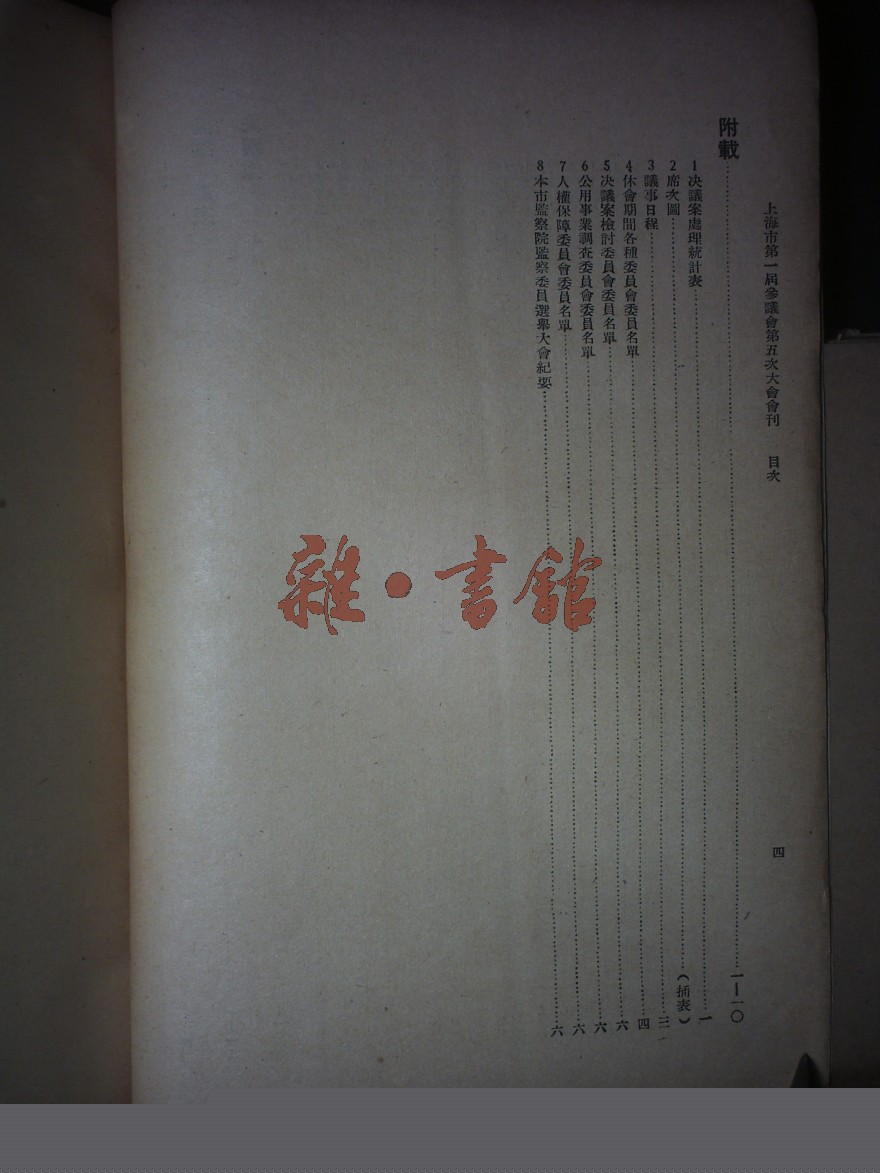 上海市第一屆參議會第五次大會會刊 目次 四
附載……一—一〇
1決議案處理統計表……一
2席次圖……(插表)
3議事日程……三
4休會期間各種委員會委員名單……四
5決議案檢討委員會委員名單……六
6公用事業調查委員會委員名單……六
7人權保障委員會委員名單……六
8本市監察院監察委員選舉大會紀要……六
雜·書舘